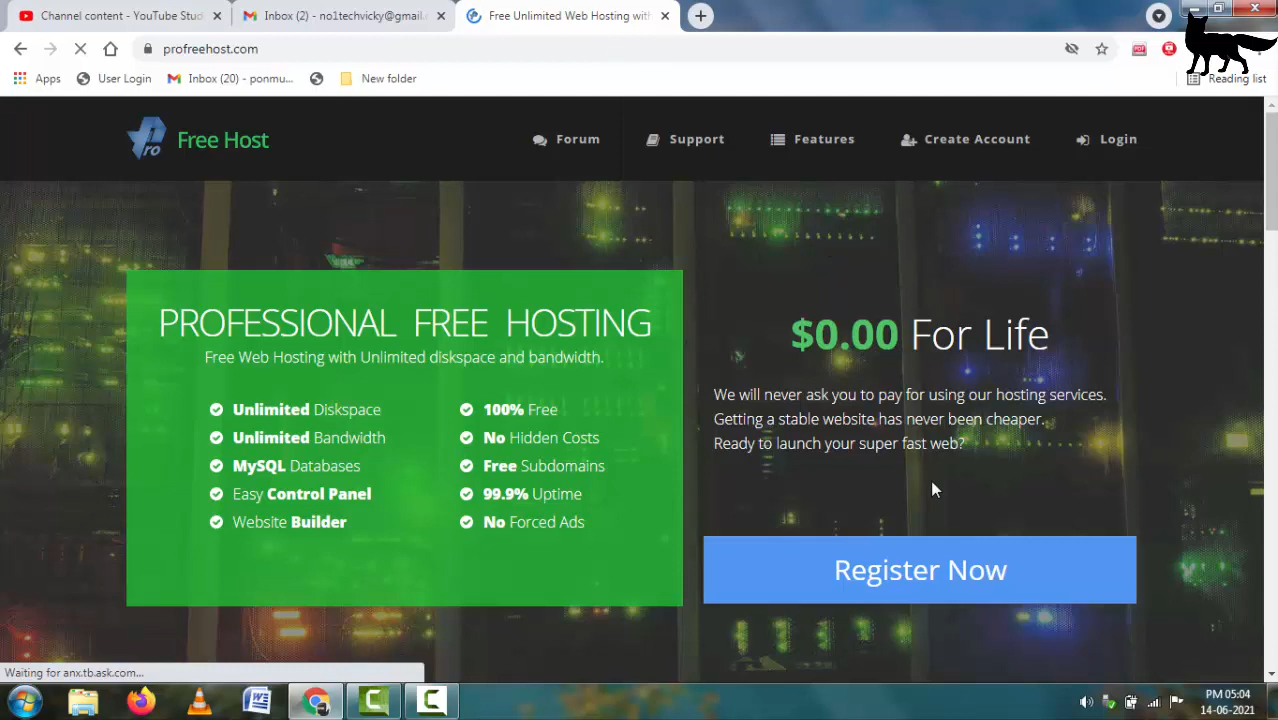 Channel content - YouTube Stud
Inbox (2) - no1techvicky@gmail.c
Free Unlimited Web Hosting with
profreehost.com
Apps
User Login
Inbox (20) - ponmu...
New folder
Reading list
Pro
Free Host
Forum
Support
Features
Create Account
Login
PROFESSIONAL FREE HOSTING
Free Web Hosting with Unlimited diskspace and bandwidth.
Unlimited Diskspace
Unlimited Bandwidth
MySQL Databases
Easy Control Panel
Website Builder
100% Free
No Hidden Costs
Free Subdomains
99.9% Uptime
No Forced Ads
$0.00 For Life
We will never ask you to pay for using our hosting services.
Getting a stable website has never been cheaper.
Ready to launch your super fast web?
Register Now
Waiting for anx.tb.ask.com...
PM 05:04
14-06-2021